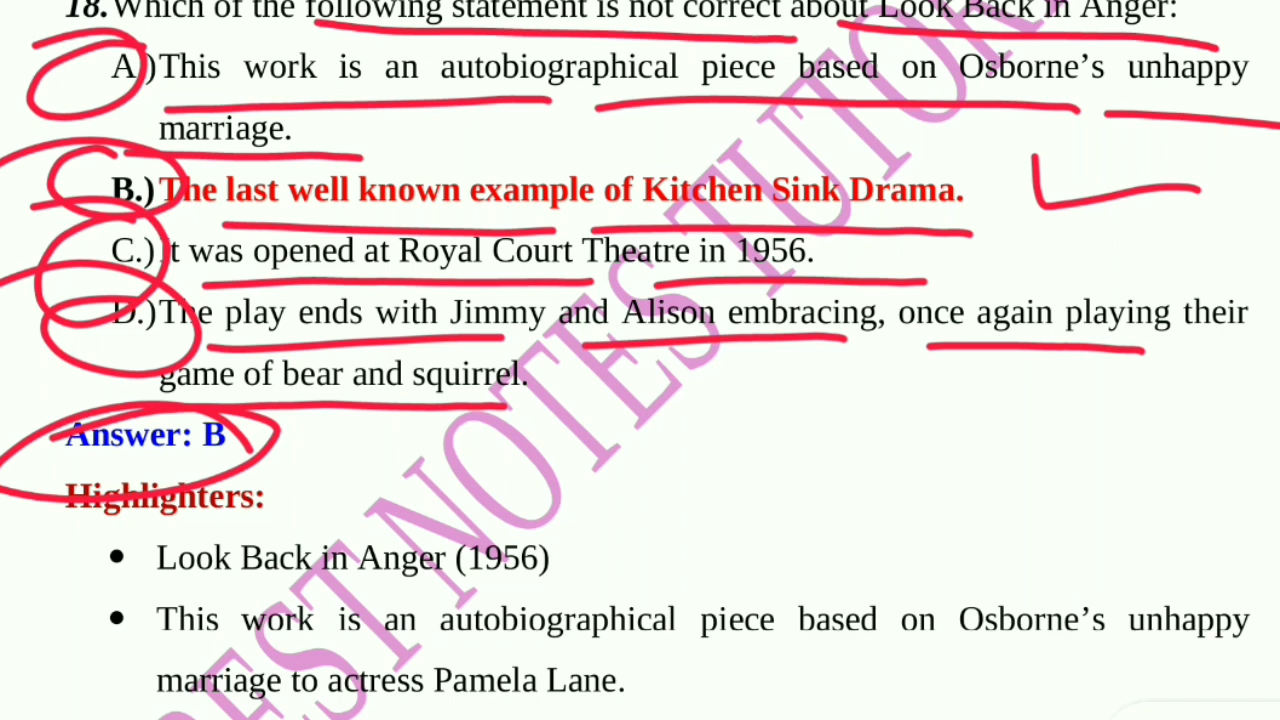 18. Which of the following statement is not correct about Look Back in Anger:
A.) This work is an autobiographical piece based on Osborne's unhappy
marriage.
B.) The last well known example of Kitchen Sink Drama.
C.) It was opened at Royal Court Theatre in 1956.
D.) The play ends with Jimmy and Alison embracing, once again playing their
game of bear and squirrel.
Answer: B
Highlighters:
• Look Back in Anger (1956)
• This work is an autobiographical piece based on Osborne's unhappy
marriage to actress Pamela Lane.
BEST NOTES TUTOR